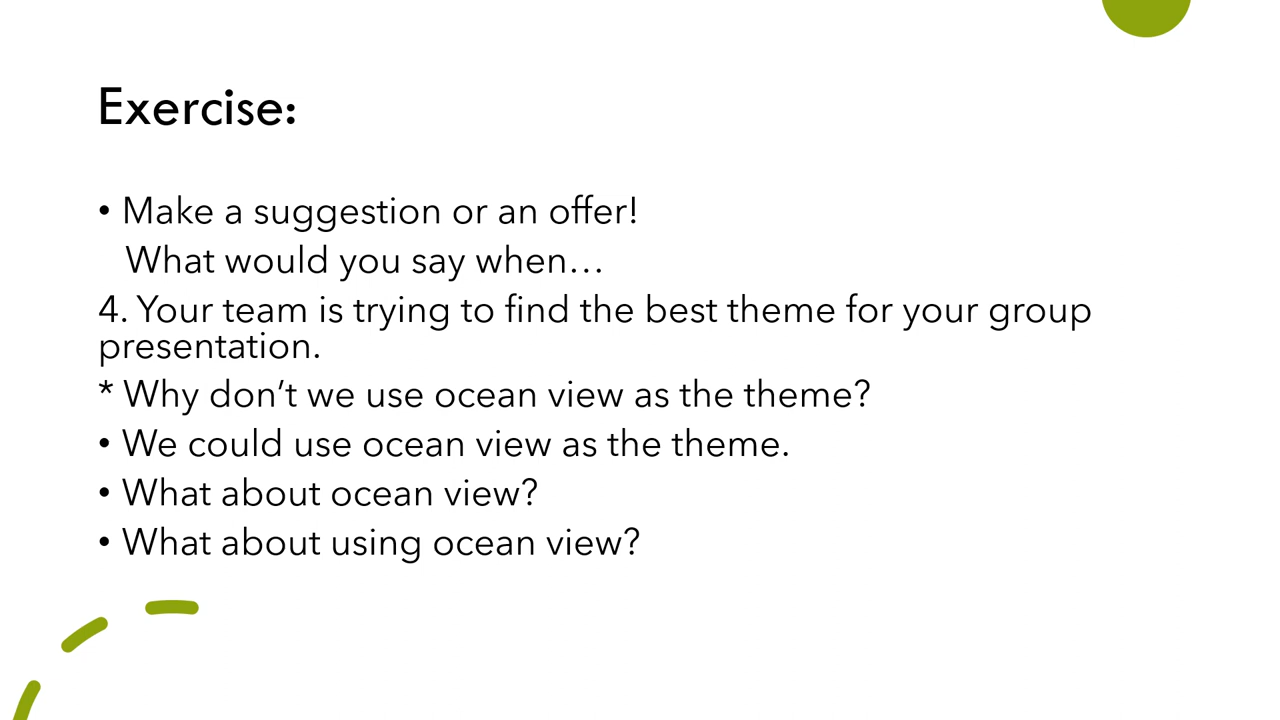 Exercise:
• Make a suggestion or an offer!
What would you say when…
4. Your team is trying to find the best theme for your group
presentation.
* Why don’t we use ocean view as the theme?
• We could use ocean view as the theme.
• What about ocean view?
• What about using ocean view?